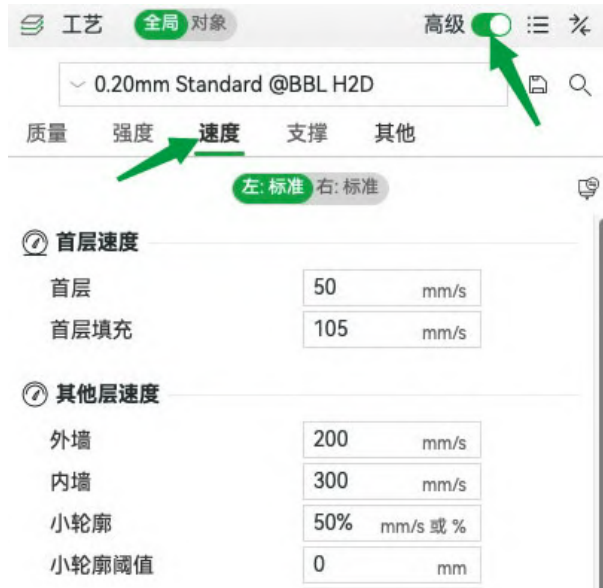 工艺 全局 对象 高级
0.20mm Standard @BBL H2D
质量 强度 速度 支撑 其他
左: 标准 右: 标准
首层速度
首层 50 mm/s
首层填充 105 mm/s
其他层速度
外墙 200 mm/s
内墙 300 mm/s
小轮廓 50% mm/s 或 %
小轮廓阈值 0 mm